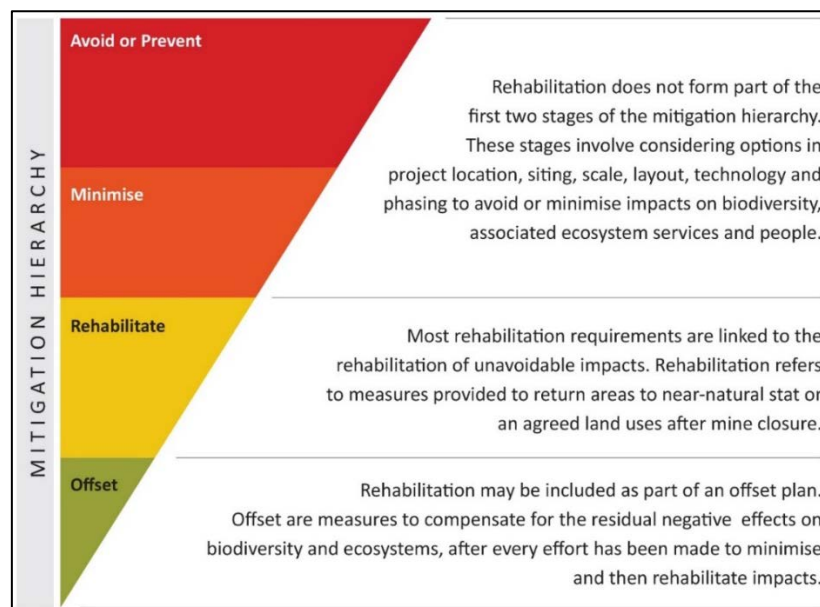 MITIGATION HIERARCHY
Avoid or Prevent
Rehabilitation does not form part of the
first two stages of the mitigation hierarchy.
These stages involve considering options in
project location, siting, scale, layout, technology and
phasing to avoid or minimise impacts on biodiversity,
associated ecosystem services and people.
Minimise
Rehabilitate
Most rehabilitation requirements are linked to the
rehabilitation of unavoidable impacts. Rehabilitation refers
to measures provided to return areas to near-natural stat or
an agreed land uses after mine closure.
Offset
Rehabilitation may be included as part of an offset plan.
Offset are measures to compensate for the residual negative effects on
biodiversity and ecosystems, after every effort has been made to minimise
and then rehabilitate impacts.